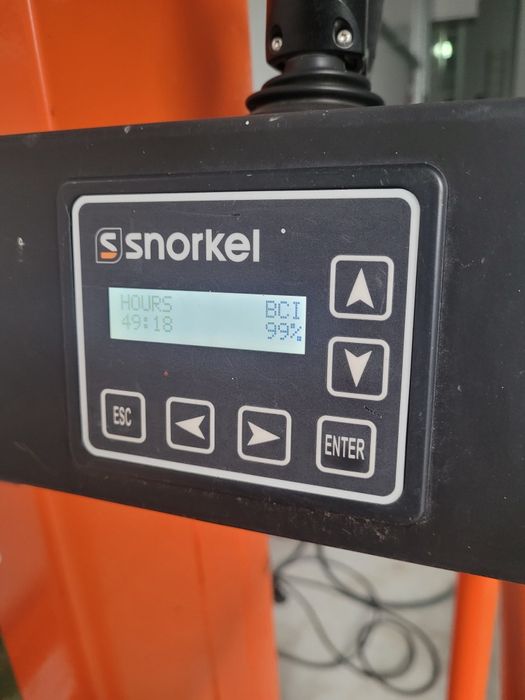 snorkel
HOURS BCI
49:18 99%
ESC
ENTER